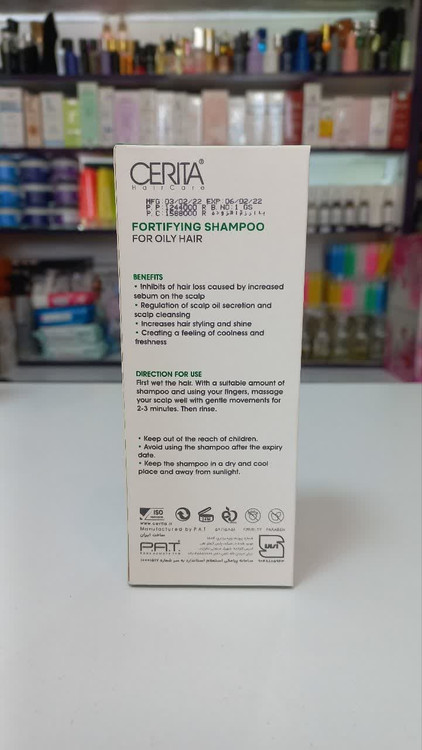 CERITA®
HairCare
MFG:03/02/22 EXP 06/02/22
P.P:1244000 R B.NO:1 GS
P.C:1588000 R
FORTIFYING SHAMPOO
FOR OILY HAIR
BENEFITS
• Inhibits of hair loss caused by increased
sebum on the scalp
• Regulation of scalp oil secretion and
scalp cleansing
• Increases hair styling and shine
• Creating a feeling of coolness and
freshness
DIRECTION FOR USE
First wet the hair. With a suitable amount of
shampoo and using your fingers, massage
your scalp well with gentle movements for
2-3 minutes. Then rinse.
• Keep out of the reach of children.
• Avoid using the shampoo after the expiry
date.
• Keep the shampoo in a dry and cool
place and away from sunlight.
ISO
www.cerita.ir
Manufactured by P.A.T
CRUELTY PARABEN
ساخت ایران
P.A.T